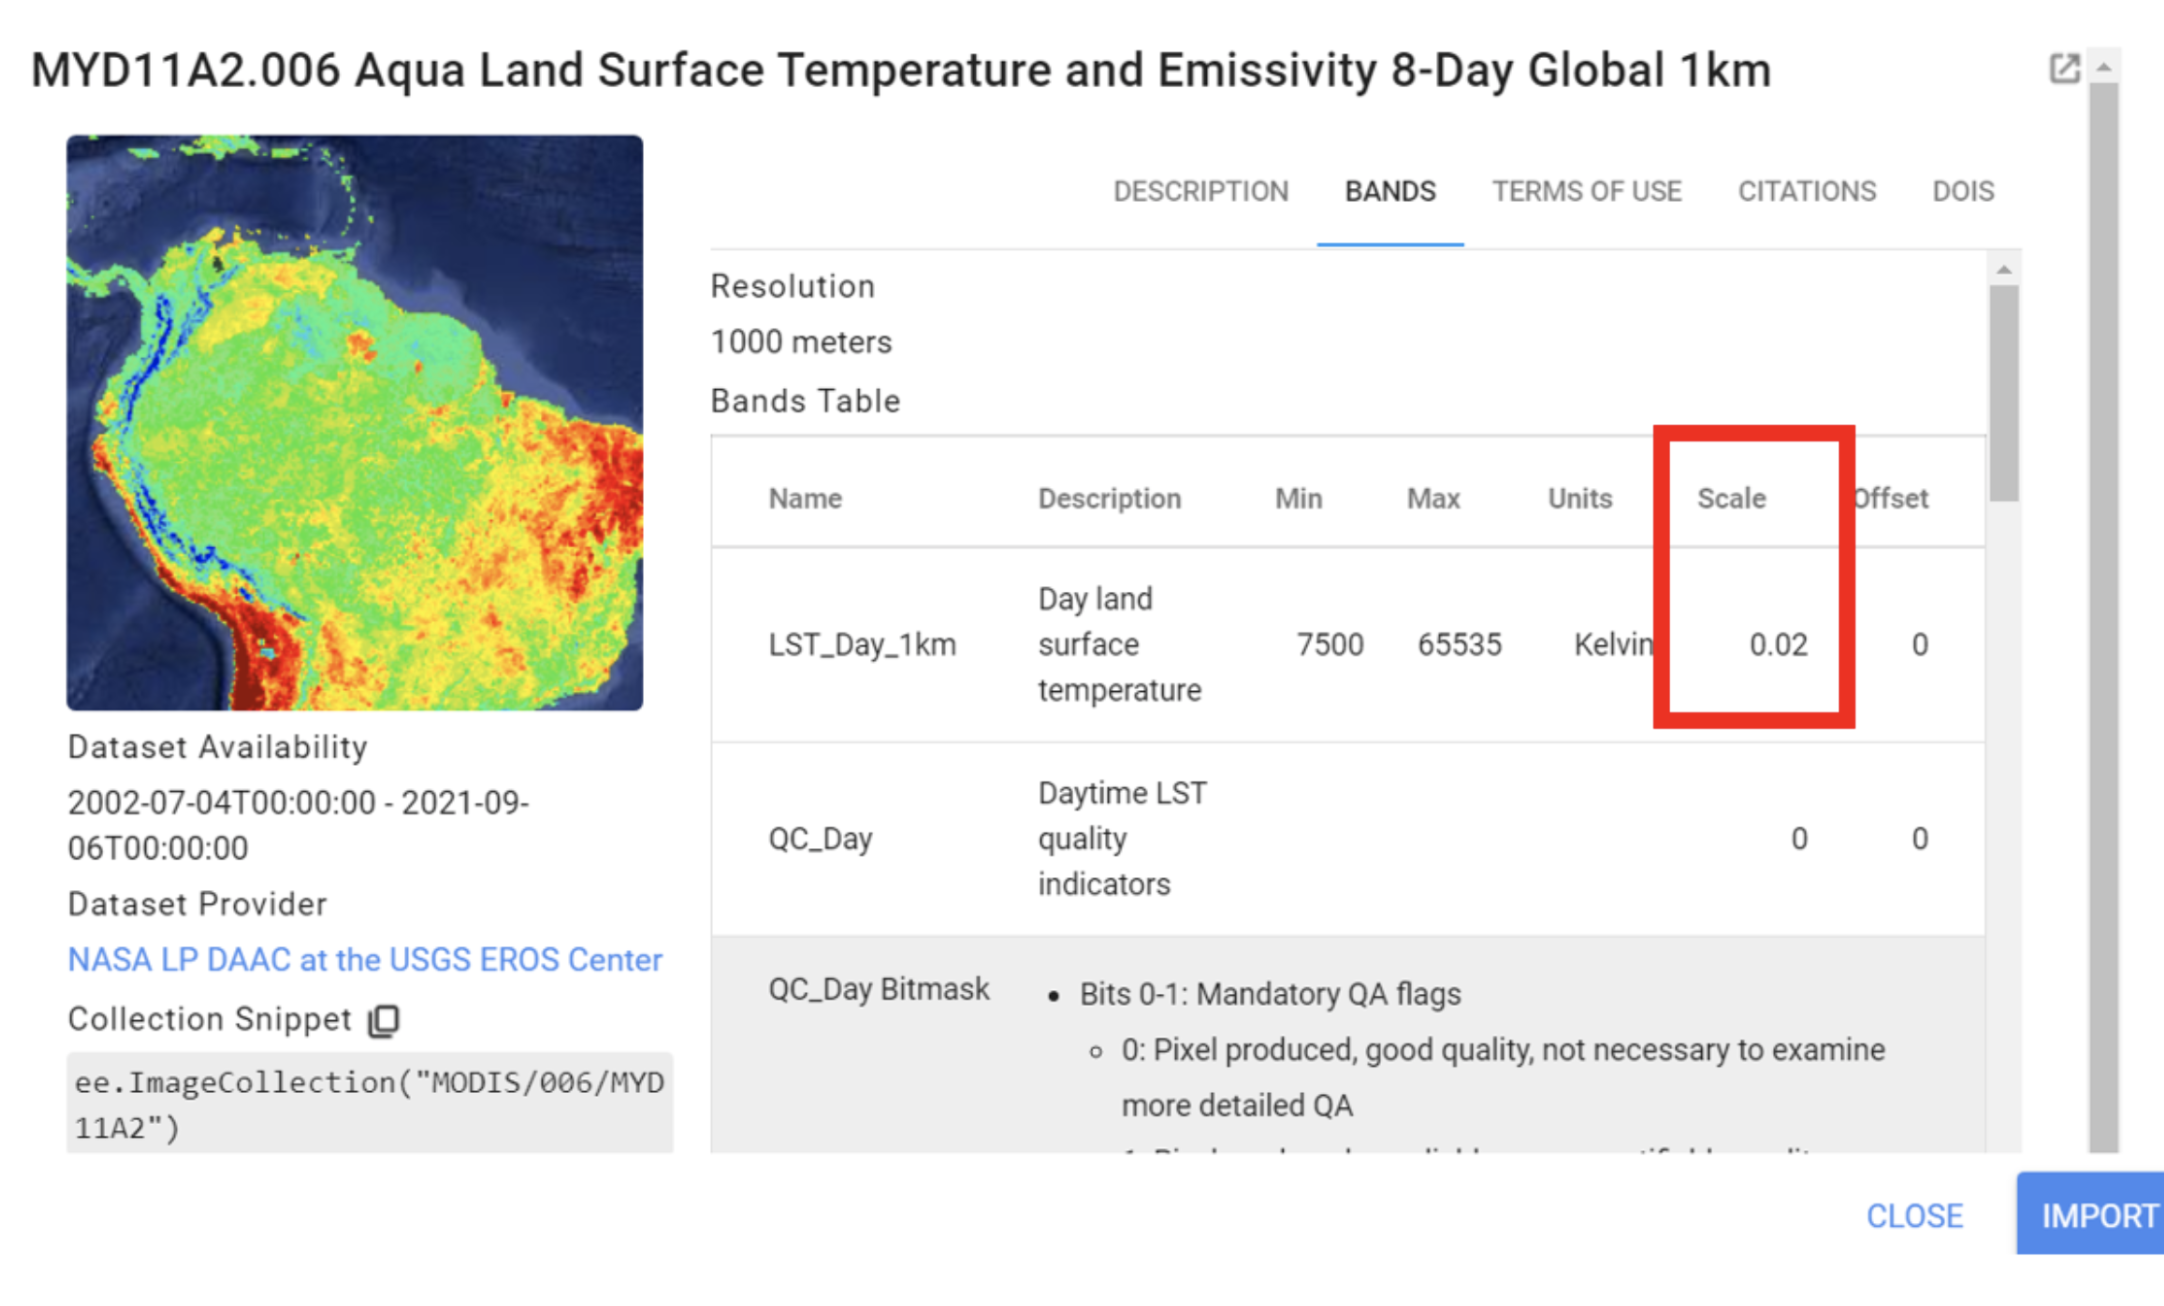 MYD11A2.006 Aqua Land Surface Temperature and Emissivity 8-Day Global 1km
DESCRIPTION BANDS TERMS OF USE CITATIONS DOIS
Resolution
1000 meters
Bands Table
Name Description Min Max Units Scale Offset
LST_Day_1km Day land surface temperature 7500 65535 Kelvin 0.02 0
QC_Day Daytime LST quality indicators 0 0
QC_Day Bitmask
• Bits 0-1: Mandatory QA flags
◦ 0: Pixel produced, good quality, not necessary to examine
more detailed QA
Dataset Availability
2002-07-04T00:00:00 - 2021-09-
06T00:00:00
Dataset Provider
NASA LP DAAC at the USGS EROS Center
Collection Snippet
ee.ImageCollection("MODIS/006/MYD
11A2")
CLOSE IMPORT